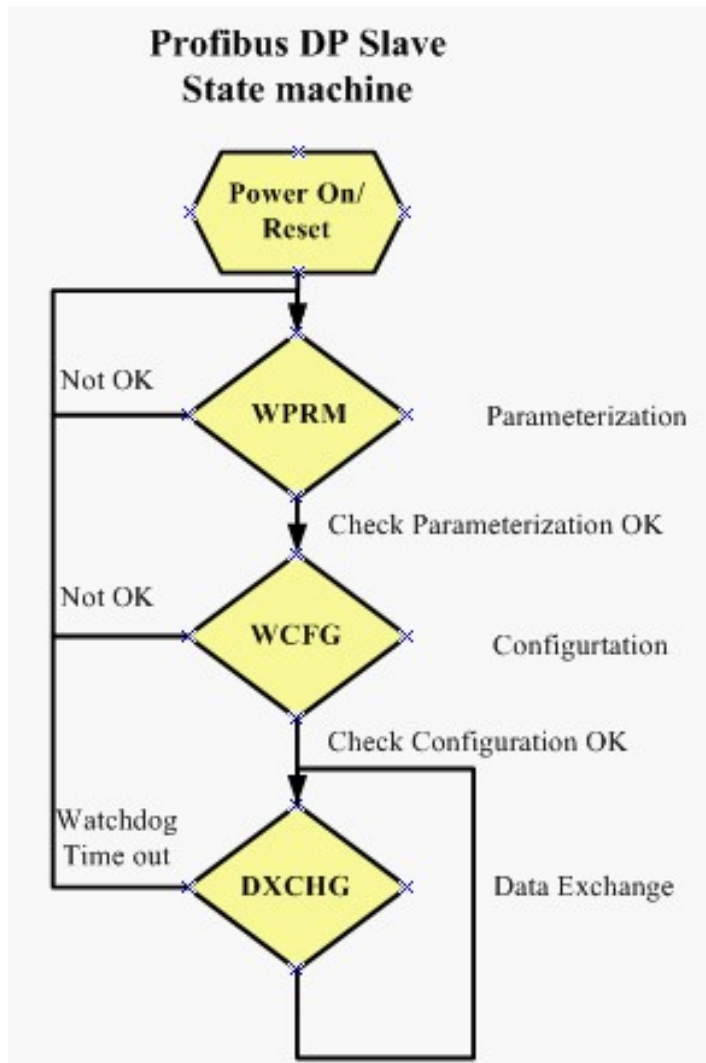 Profibus DP Slave
State machine
Power On/
Reset
Not OK
WPRM
Parameterization
Check Parameterization OK
Not OK
WCFG
Configurtation
Check Configuration OK
Watchdog
Time out
DXCHG
Data Exchange